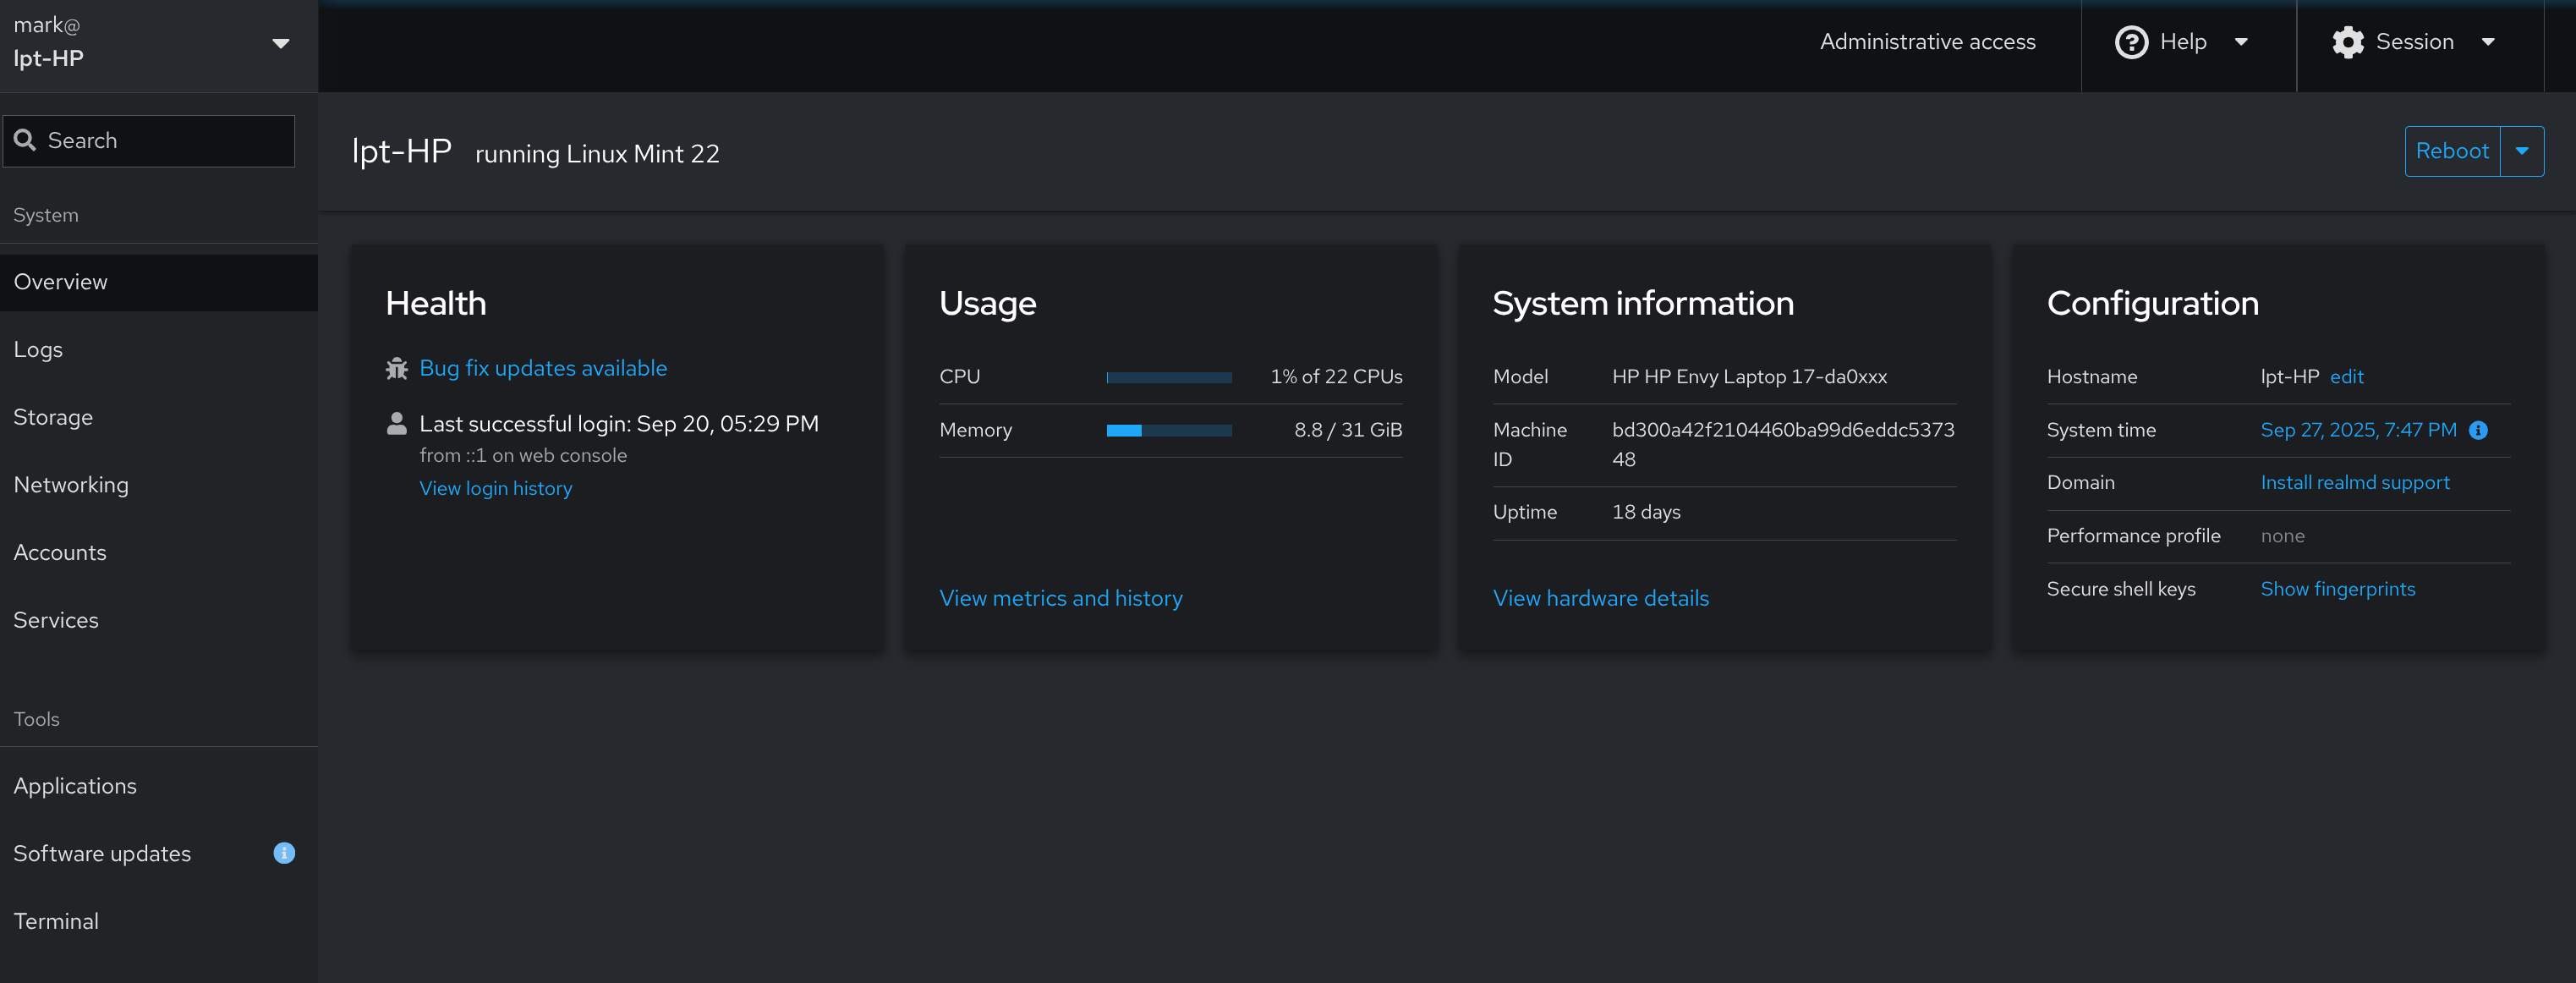 mark@
lpt-HP
Administrative access
Help
Session
Search
System
Overview
Logs
Storage
Networking
Accounts
Services
Tools
Applications
Software updates
Terminal
lpt-HP running Linux Mint 22
Reboot
Health
Bug fix updates available
Last successful login: Sep 20, 05:29 PM
from ::1 on web console
View login history
Usage
CPU 1% of 22 CPUs
Memory 8.8 / 31 GiB
View metrics and history
System information
Model HP HP Envy Laptop 17-da0xxx
Machine ID bd300a42f2104460ba99d6eddc5373
48
Uptime 18 days
View hardware details
Configuration
Hostname lpt-HP edit
System time Sep 27, 2025, 7:47 PM
Domain Install realmd support
Performance profile none
Secure shell keys Show fingerprints